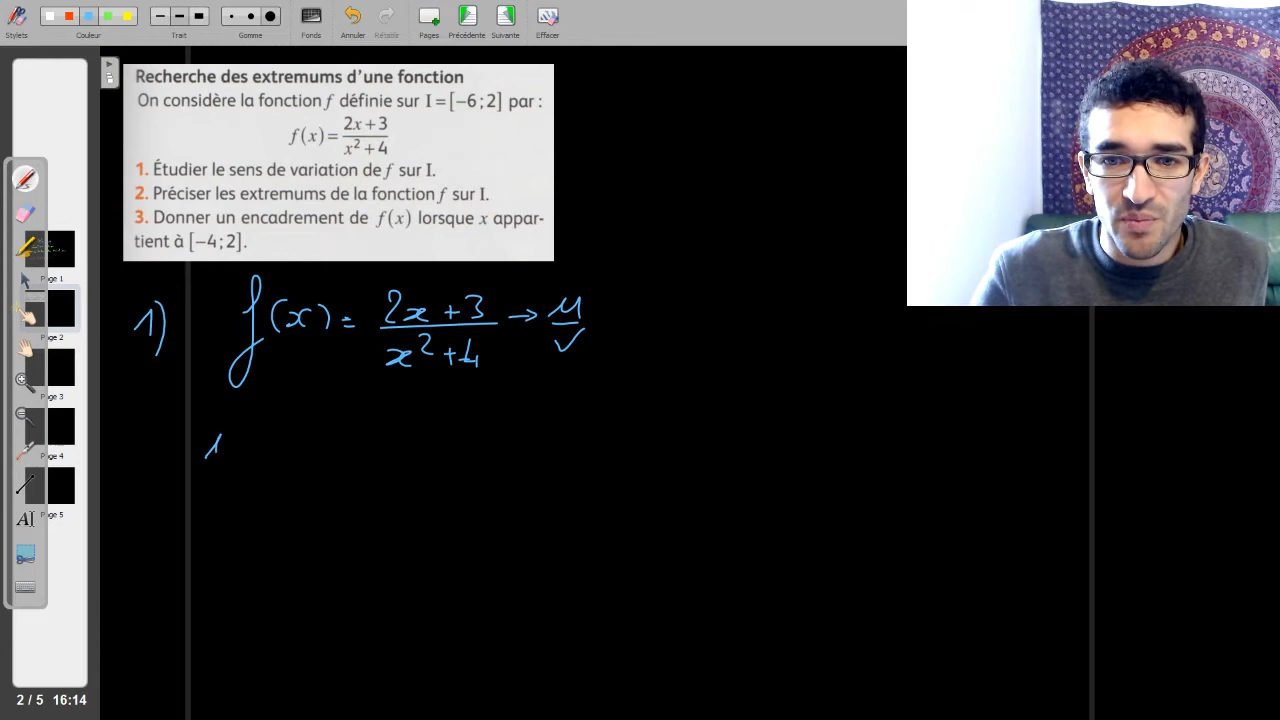 Stylets Couleur Trait Gomme Fonds Annuler Rétablir Pages Précédente Suivante Effacer
Recherche des extremums d'une fonction
On considère la fonction f définie sur I=[−6;2] par :
f(x)= 2x+3 / x²+4
1. Étudier le sens de variation de f sur I.
2. Préciser les extremums de la fonction f sur I.
3. Donner un encadrement de f(x) lorsque x appar-
tient à [−4;2].
1) f(x) = 2x+3 / x²+4 → u / v
Page 1
Page 2
Page 3
Page 4
Page 5
AI
2 / 5 16:14